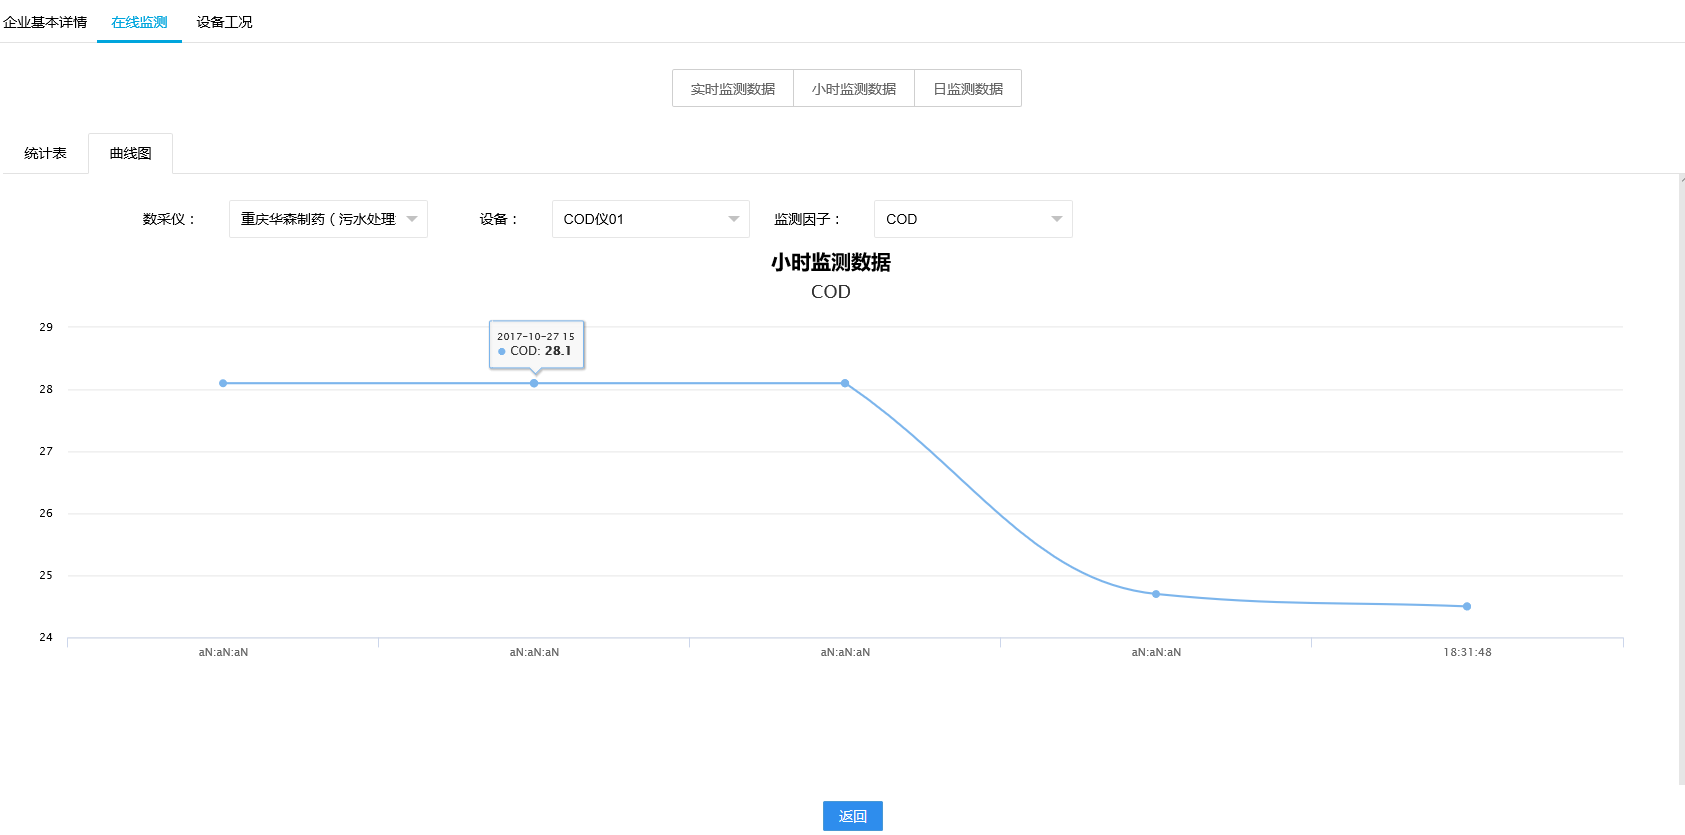 企业基本详情 在线监测 设备工况
实时监测数据 小时监测数据 日监测数据
统计表 曲线图
数采仪： 重庆华森制药（污水处理 设备： COD仪01 监测因子： COD
小时监测数据
COD
29
2017-10-27 15
COD: 28.1
28
27
26
25
24
aN:aN:aN aN:aN:aN aN:aN:aN aN:aN:aN 18:31:48
返回